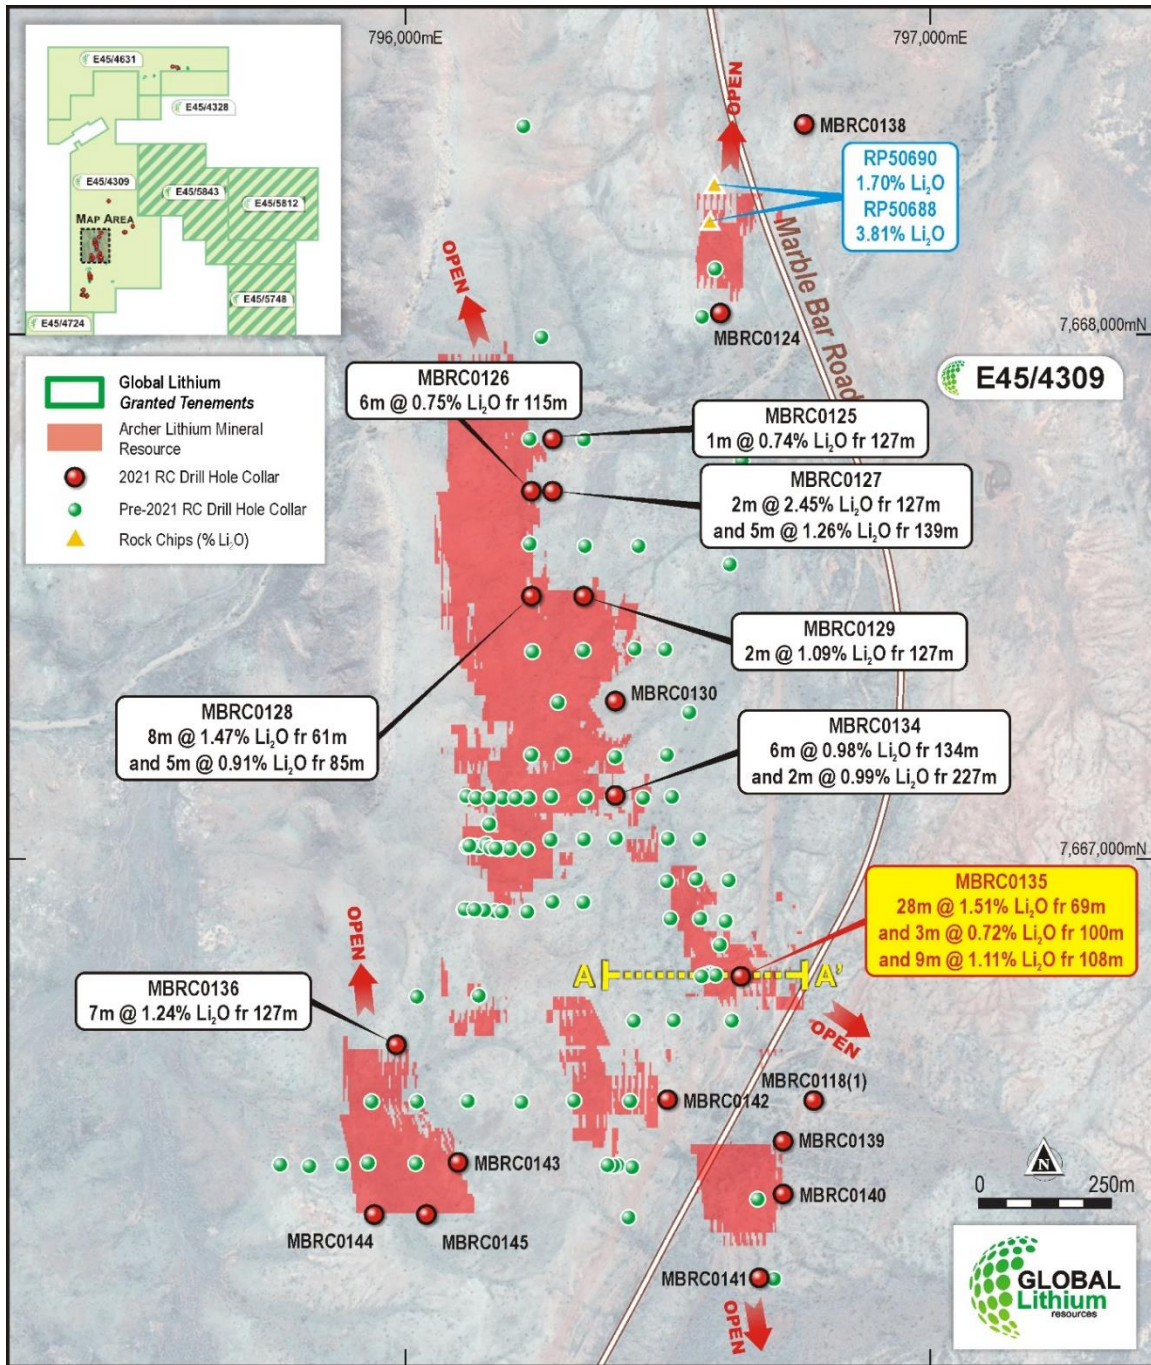 796,000mE
797,000mE
E45/4631
E45/4328
E45/4309
E45/5843
E45/5812
MAP AREA
E45/5748
E45/4724
OPEN
MBRC0138
RP50690
1.70% Li₂O
RP50688
3.81% Li₂O
Marble Bar Road
OPEN
MBRC0124
7,668,000mN
Global Lithium
Granted Tenements
Archer Lithium Mineral
Resource
2021 RC Drill Hole Collar
Pre-2021 RC Drill Hole Collar
Rock Chips (% Li₂O)
E45/4309
MBRC0126
6m @ 0.75% Li₂O fr 115m
MBRC0125
1m @ 0.74% Li₂O fr 127m
MBRC0127
2m @ 2.45% Li₂O fr 127m
and 5m @ 1.26% Li₂O fr 139m
MBRC0129
2m @ 1.09% Li₂O fr 127m
MBRC0130
MBRC0128
8m @ 1.47% Li₂O fr 61m
and 5m @ 0.91% Li₂O fr 85m
MBRC0134
6m @ 0.98% Li₂O fr 134m
and 2m @ 0.99% Li₂O fr 227m
7,667,000mN
MBRC0135
28m @ 1.51% Li₂O fr 69m
and 3m @ 0.72% Li₂O fr 100m
and 9m @ 1.11% Li₂O fr 108m
OPEN
A
A'
MBRC0136
7m @ 1.24% Li₂O fr 127m
OPEN
MBRC0118(1)
MBRC0142
MBRC0139
MBRC0143
MBRC0140
N
0
250m
MBRC0144
MBRC0145
MBRC0141
OPEN
GLOBAL
Lithium
resources